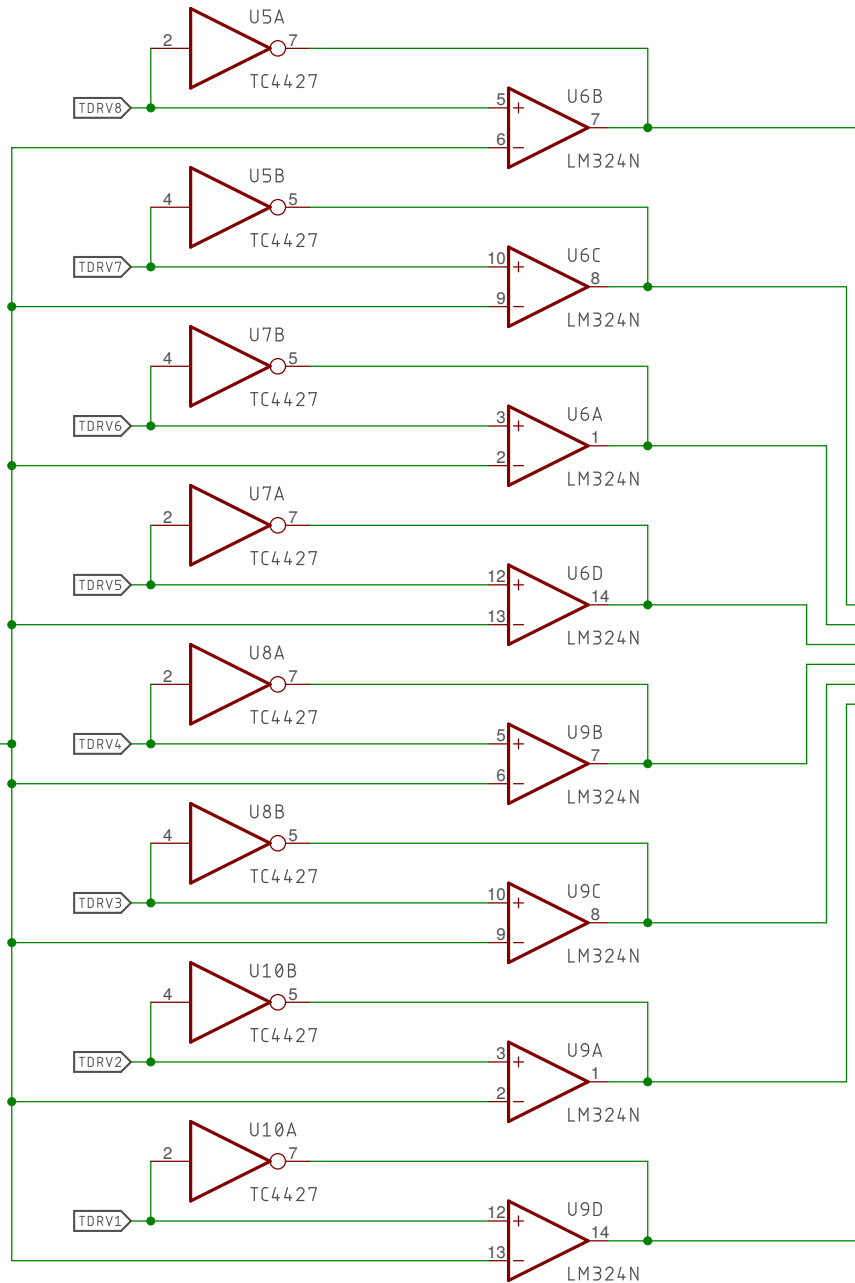 U5A
2 7
TC4427
TDRV8
U6B
5 + 7
6 −
LM324N
U5B
4 5
TC4427
TDRV7
U6C
10 + 8
9 −
LM324N
U7B
4 5
TC4427
TDRV6
U6A
3 + 1
2 −
LM324N
U7A
2 7
TC4427
TDRV5
U6D
12 + 14
13 −
LM324N
U8A
2 7
TC4427
TDRV4
U9B
5 + 7
6 −
LM324N
U8B
4 5
TC4427
TDRV3
U9C
10 + 8
9 −
LM324N
U10B
4 5
TC4427
TDRV2
U9A
3 + 1
2 −
LM324N
U10A
2 7
TC4427
TDRV1
U9D
12 + 14
13 −
LM324N